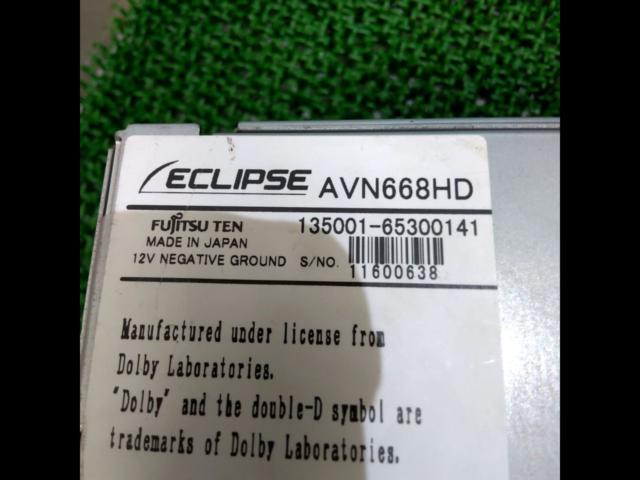 ECLIPSE AVN668HD
FUJITSU TEN 135001-65300141
MADE IN JAPAN
12V NEGATIVE GROUND S/NO.
11600638
Manufactured under license from
Dolby Laboratories.
"Dolby" and the double-D symbol are
trademarks of Dolby Laboratories.